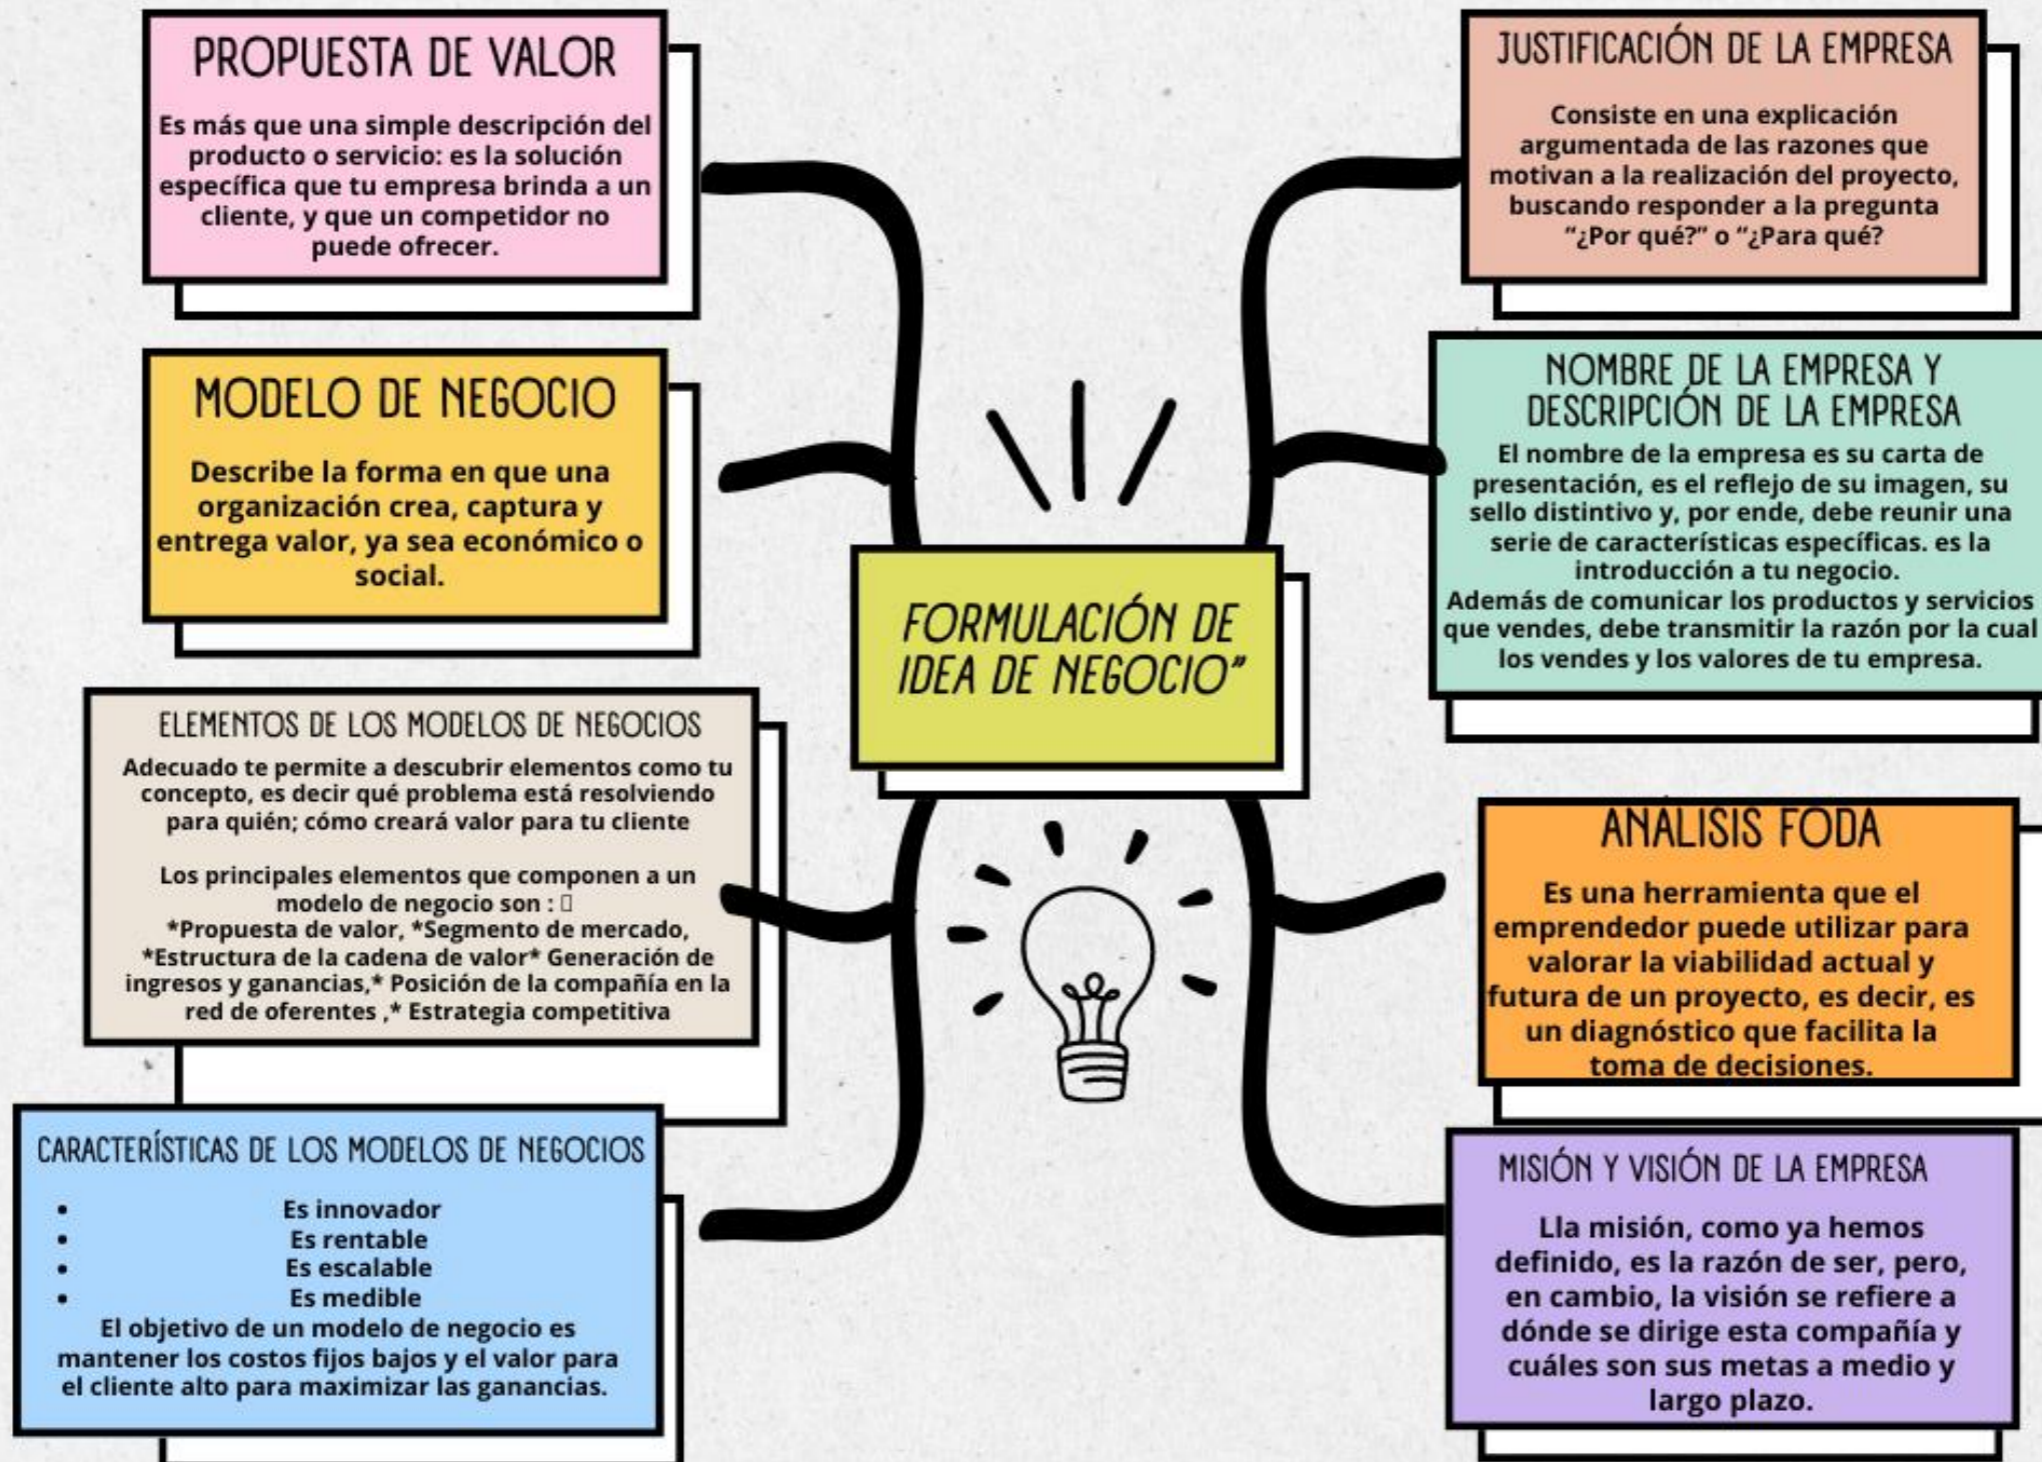 PROPUESTA DE VALOR
Es más que una simple descripción del
producto o servicio: es la solución
específica que tu empresa brinda a un
cliente, y que un competidor no
puede ofrecer.
MODELO DE NEGOCIO
Describe la forma en que una
organización crea, captura y
entrega valor, ya sea económico o
social.
ELEMENTOS DE LOS MODELOS DE NEGOCIOS
Adecuado te permite a descubrir elementos como tu
concepto, es decir qué problema está resolviendo
para quién; cómo creará valor para tu cliente
Los principales elementos que componen a un
modelo de negocio son : 
*Propuesta de valor, *Segmento de mercado,
*Estructura de la cadena de valor* Generación de
ingresos y ganancias,* Posición de la compañía en la
red de oferentes ,* Estrategia competitiva
CARACTERÍSTICAS DE LOS MODELOS DE NEGOCIOS
• Es innovador
• Es rentable
• Es escalable
• Es medible
El objetivo de un modelo de negocio es
mantener los costos fijos bajos y el valor para
el cliente alto para maximizar las ganancias.
FORMULACIÓN DE
IDEA DE NEGOCIO"
JUSTIFICACIÓN DE LA EMPRESA
Consiste en una explicación
argumentada de las razones que
motivan a la realización del proyecto,
buscando responder a la pregunta
"¿Por qué?" o "¿Para qué?
NOMBRE DE LA EMPRESA Y
DESCRIPCIÓN DE LA EMPRESA
El nombre de la empresa es su carta de
presentación, es el reflejo de su imagen, su
sello distintivo y, por ende, debe reunir una
serie de características específicas. es la
introducción a tu negocio.
Además de comunicar los productos y servicios
que vendes, debe transmitir la razón por la cual
los vendes y los valores de tu empresa.
ANÁLISIS FODA
Es una herramienta que el
emprendedor puede utilizar para
valorar la viabilidad actual y
futura de un proyecto, es decir, es
un diagnóstico que facilita la
toma de decisiones.
MISIÓN Y VISIÓN DE LA EMPRESA
Lla misión, como ya hemos
definido, es la razón de ser, pero,
en cambio, la visión se refiere a
dónde se dirige esta compañía y
cuáles son sus metas a medio y
largo plazo.